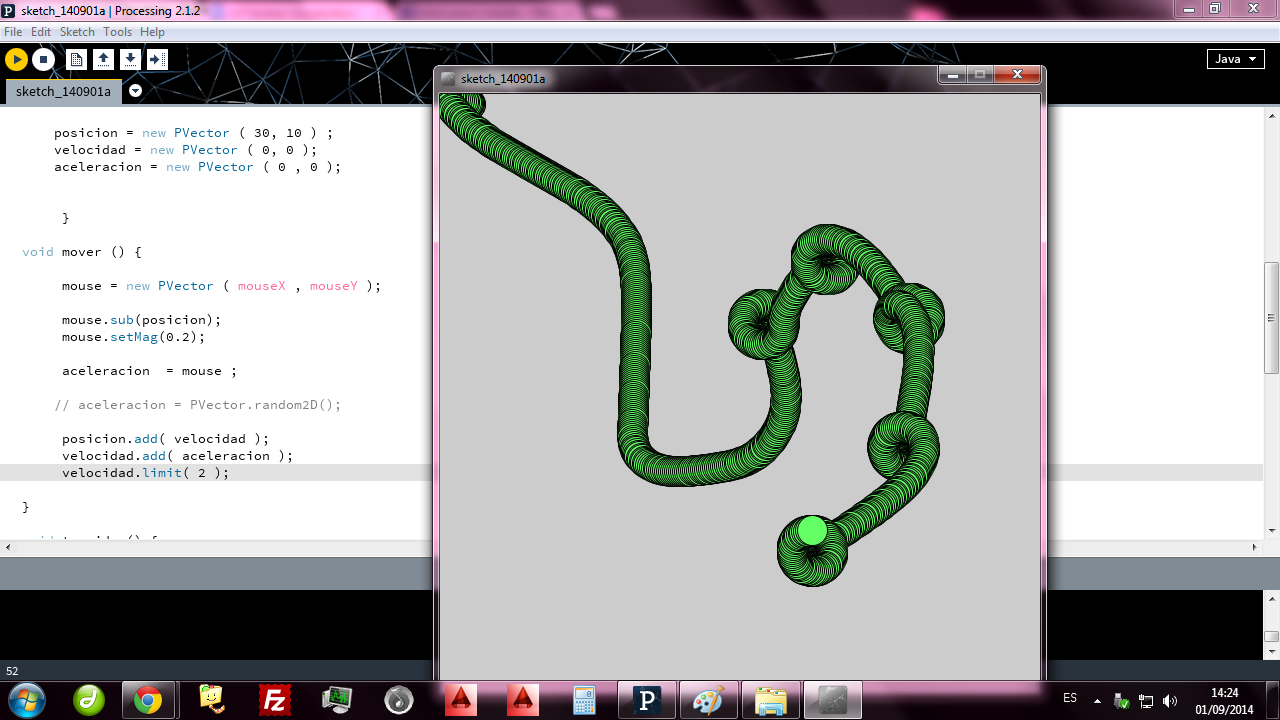 sketch_140901a | Processing 2.1.2
File Edit Sketch Tools Help
Java
sketch_140901a
sketch_140901a
posicion = new PVector ( 30, 10 ) ;
velocidad = new PVector ( 0, 0 );
aceleracion = new PVector ( 0 , 0 );
}
void mover () {
mouse = new PVector ( mouseX , mouseY );
mouse.sub(posicion);
mouse.setMag(0.2);
aceleracion  = mouse ;
// aceleracion = PVector.random2D();
posicion.add( velocidad );
velocidad.add( aceleracion );
velocidad.limit( 2 );
}
52
ES
14:24
01/09/2014